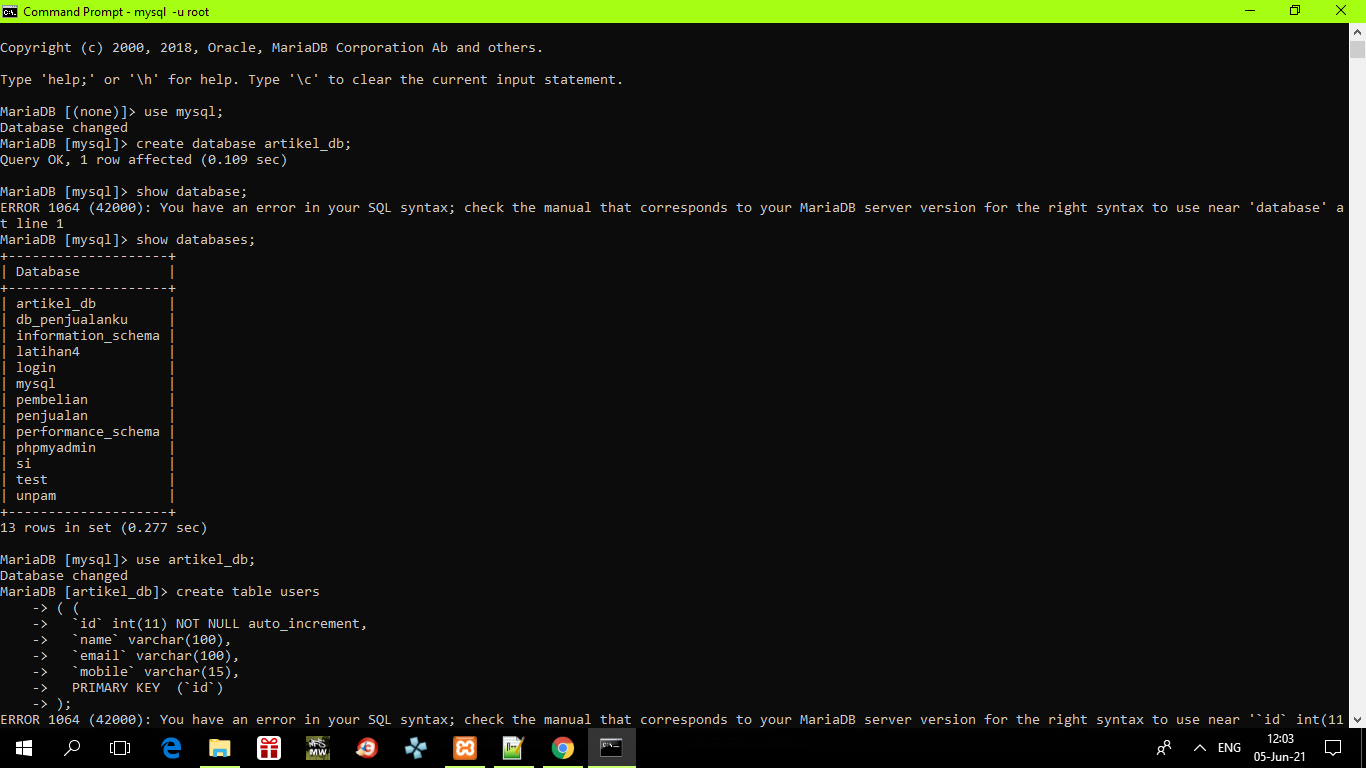 Command Prompt - mysql  -u root
Copyright (c) 2000, 2018, Oracle, MariaDB Corporation Ab and others.
Type 'help;' or '\h' for help. Type '\c' to clear the current input statement.
MariaDB [(none)]> use mysql;
Database changed
MariaDB [mysql]> create database artikel_db;
Query OK, 1 row affected (0.109 sec)
MariaDB [mysql]> show database;
ERROR 1064 (42000): You have an error in your SQL syntax; check the manual that corresponds to your MariaDB server version for the right syntax to use near 'database' a
t line 1
MariaDB [mysql]> show databases;
+--------------------+
| Database           |
+--------------------+
| artikel_db         |
| db_penjualanku     |
| information_schema |
| latihan4           |
| login              |
| mysql              |
| pembelian          |
| penjualan          |
| performance_schema |
| phpmyadmin         |
| si                 |
| test               |
| unpam              |
+--------------------+
13 rows in set (0.277 sec)
MariaDB [mysql]> use artikel_db;
Database changed
MariaDB [artikel_db]> create table users
    -> ( (
    ->   `id` int(11) NOT NULL auto_increment,
    ->   `name` varchar(100),
    ->   `email` varchar(100),
    ->   `mobile` varchar(15),
    ->   PRIMARY KEY  (`id`)
    -> );
ERROR 1064 (42000): You have an error in your SQL syntax; check the manual that corresponds to your MariaDB server version for the right syntax to use near '`id` int(11
MW
ENG
12:03
05-Jun-21